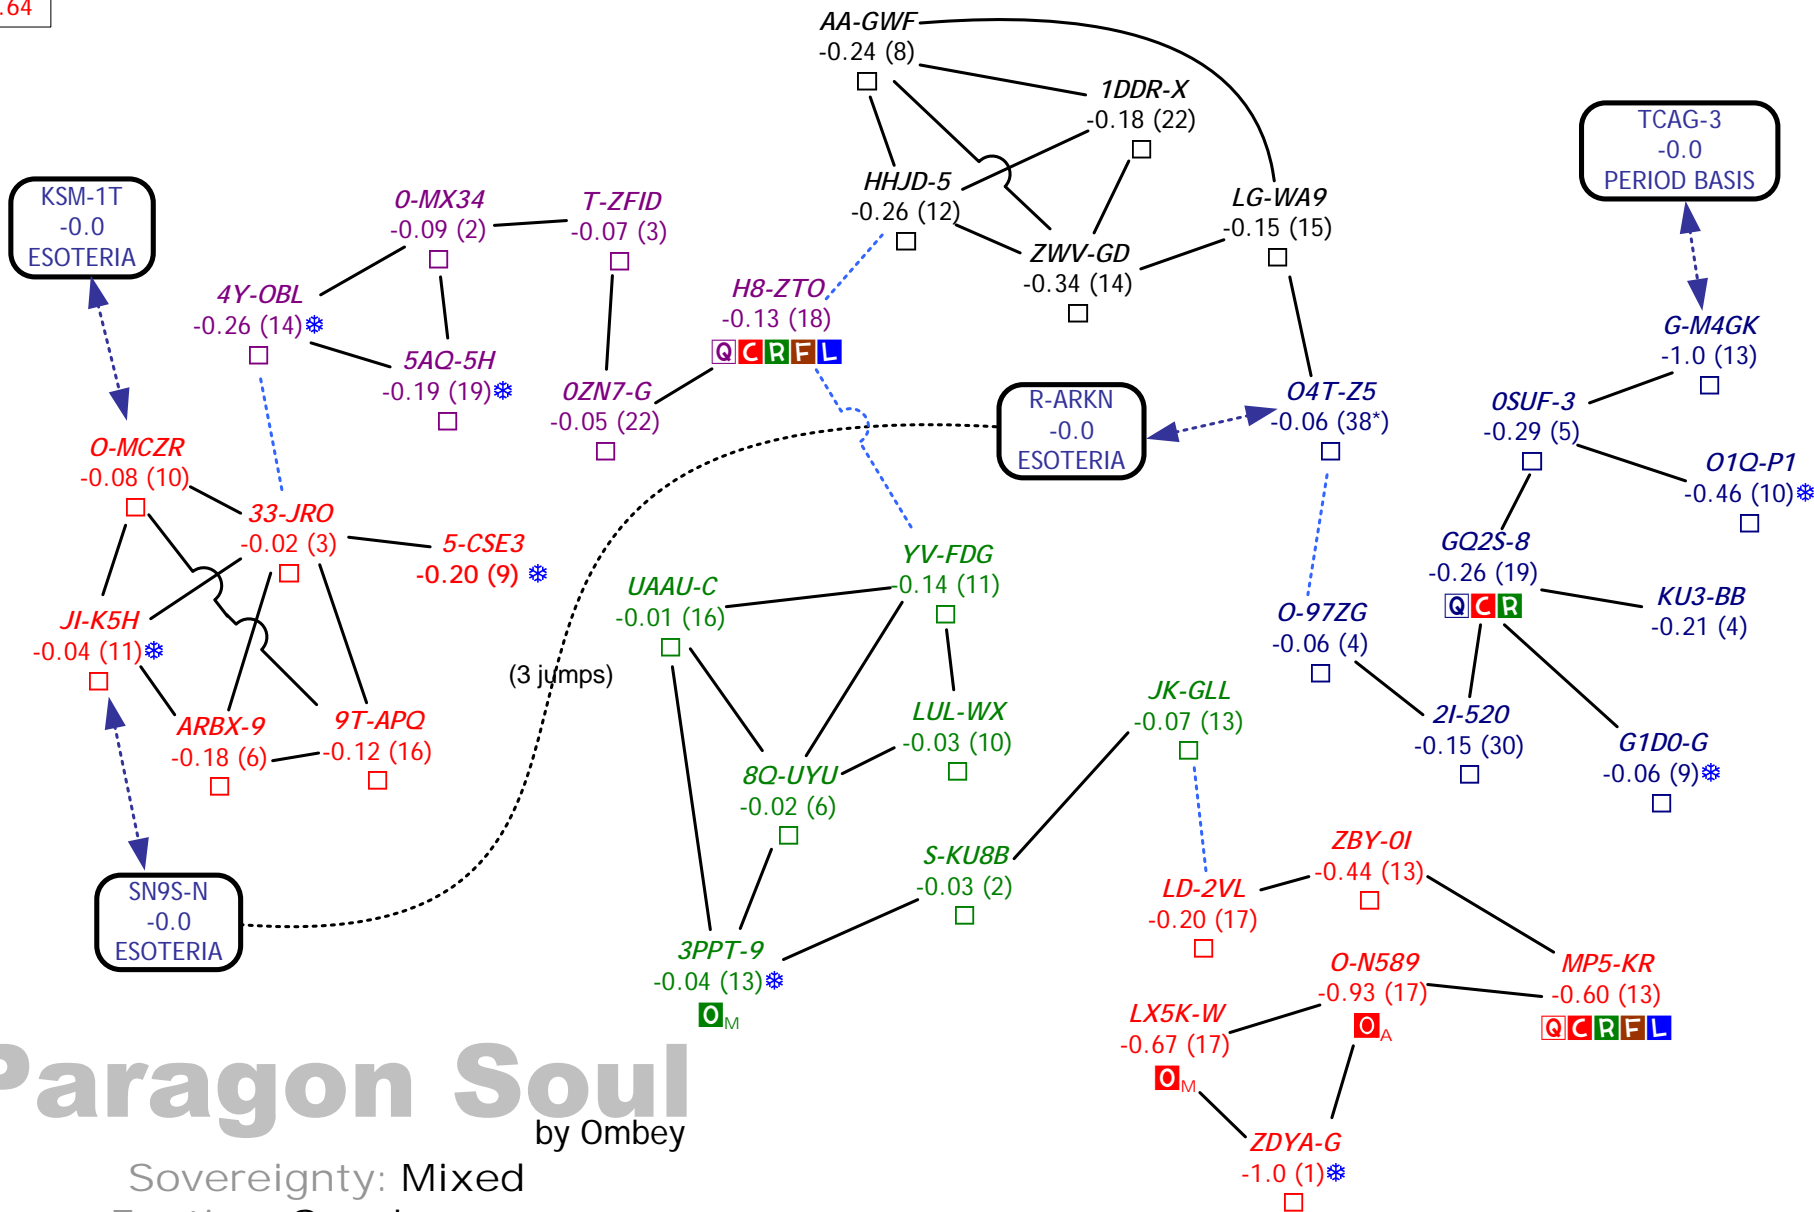 .64
AA-GWF
-0.24 (8)
1DDR-X
-0.18 (22)
TCAG-3
-0.0
PERIOD BASIS
KSM-1T
-0.0
ESOTERIA
0-MX34
-0.09 (2)
T-ZFID
-0.07 (3)
HHJD-5
-0.26 (12)
LG-WA9
-0.15 (15)
ZWV-GD
-0.34 (14)
4Y-OBL
-0.26 (14)
H8-ZTO
-0.13 (18)
Q C R F L
G-M4GK
-1.0 (13)
5AQ-5H
-0.19 (19)
0ZN7-G
-0.05 (22)
R-ARKN
-0.0
ESOTERIA
O4T-Z5
-0.06 (38*)
0SUF-3
-0.29 (5)
O1Q-P1
-0.46 (10)
O-MCZR
-0.08 (10)
33-JRO
-0.02 (3)
5-CSE3
-0.20 (9)
YV-FDG
-0.14 (11)
GQ2S-8
-0.26 (19)
Q C R
UAAU-C
-0.01 (16)
KU3-BB
-0.21 (4)
JI-K5H
-0.04 (11)
O-97ZG
-0.06 (4)
(3 jumps)
JK-GLL
-0.07 (13)
ARBX-9
-0.18 (6)
9T-APQ
-0.12 (16)
LUL-WX
-0.03 (10)
2I-520
-0.15 (30)
G1D0-G
-0.06 (9)
8Q-UYU
-0.02 (6)
S-KU8B
-0.03 (2)
ZBY-0I
-0.44 (13)
LD-2VL
-0.20 (17)
SN9S-N
-0.0
ESOTERIA
3PPT-9
-0.04 (13)
O M
O-N589
-0.93 (17)
O A
MP5-KR
-0.60 (13)
Q C R F L
LX5K-W
-0.67 (17)
O M
ZDYA-G
-1.0 (1)
Paragon Soul
by Ombey
Sovereignty: Mixed